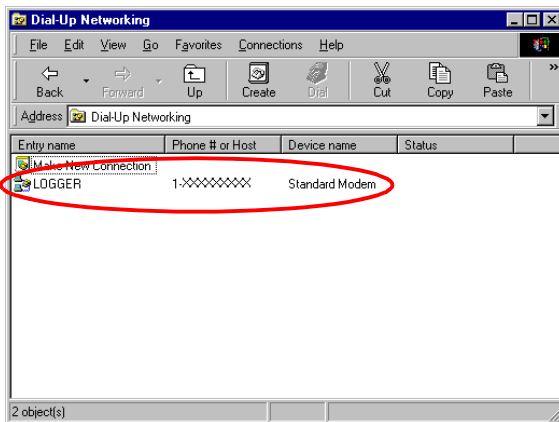 Dial-Up Networking
File Edit View Go Favorites Connections Help
Back Forward Up Create Dial Cut Copy Paste »
Address Dial-Up Networking
Entry name Phone # or Host Device name Status
Make New Connection
LOGGER 1-XXXXXXXXX Standard Modem
2 object(s)